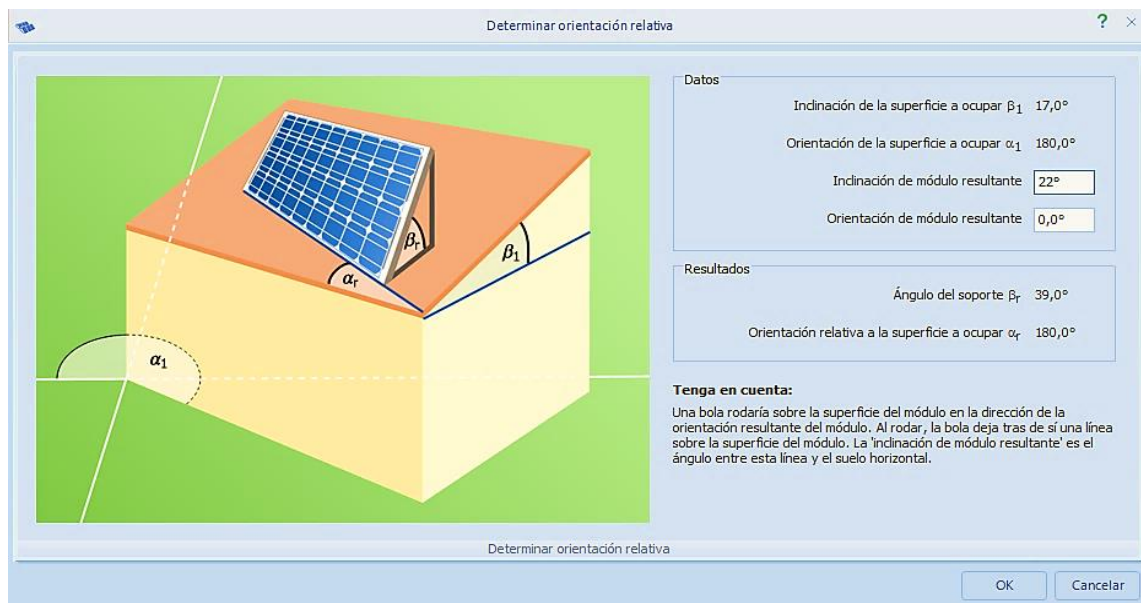 Determinar orientación relativa
? ×
Datos
Inclinación de la superficie a ocupar β1 17,0°
Orientación de la superficie a ocupar α1 180,0°
Inclinación de módulo resultante 22°
Orientación de módulo resultante 0,0°
Resultados
Ángulo del soporte βr 39,0°
Orientación relativa a la superficie a ocupar αr 180,0°
Tenga en cuenta:
Una bola rodaría sobre la superficie del módulo en la dirección de la
orientación resultante del módulo. Al rodar, la bola deja tras de sí una línea
sobre la superficie del módulo. La 'inclinación de módulo resultante' es el
ángulo entre esta línea y el suelo horizontal.
βr
β1
αr
α1
Determinar orientación relativa
OK
Cancelar